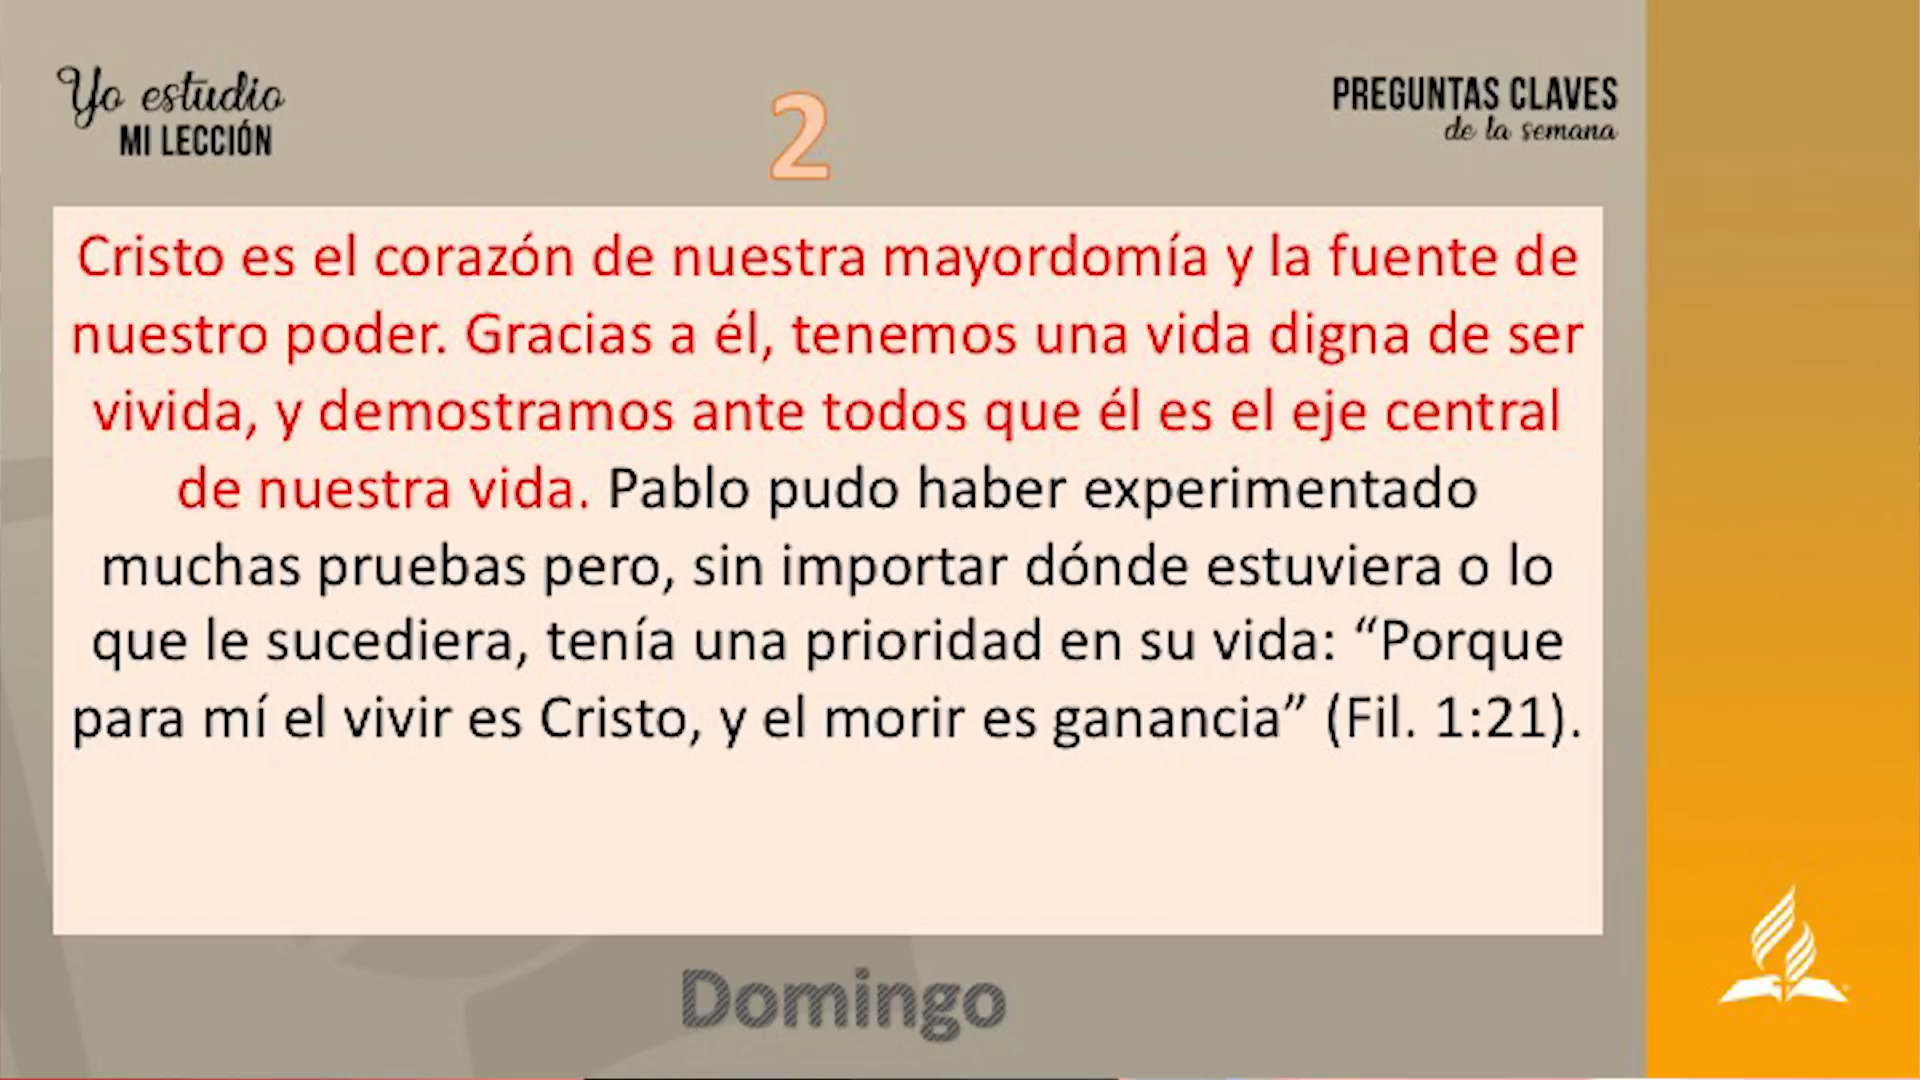 Yo estudio
MI LECCIÓN
2
PREGUNTAS CLAVES
de la semana
Cristo es el corazón de nuestra mayordomía y la fuente de
nuestro poder. Gracias a él, tenemos una vida digna de ser
vivida, y demostramos ante todos que él es el eje central
de nuestra vida. Pablo pudo haber experimentado
muchas pruebas pero, sin importar dónde estuviera o lo
que le sucediera, tenía una prioridad en su vida: “Porque
para mí el vivir es Cristo, y el morir es ganancia” (Fil. 1:21).
Domingo